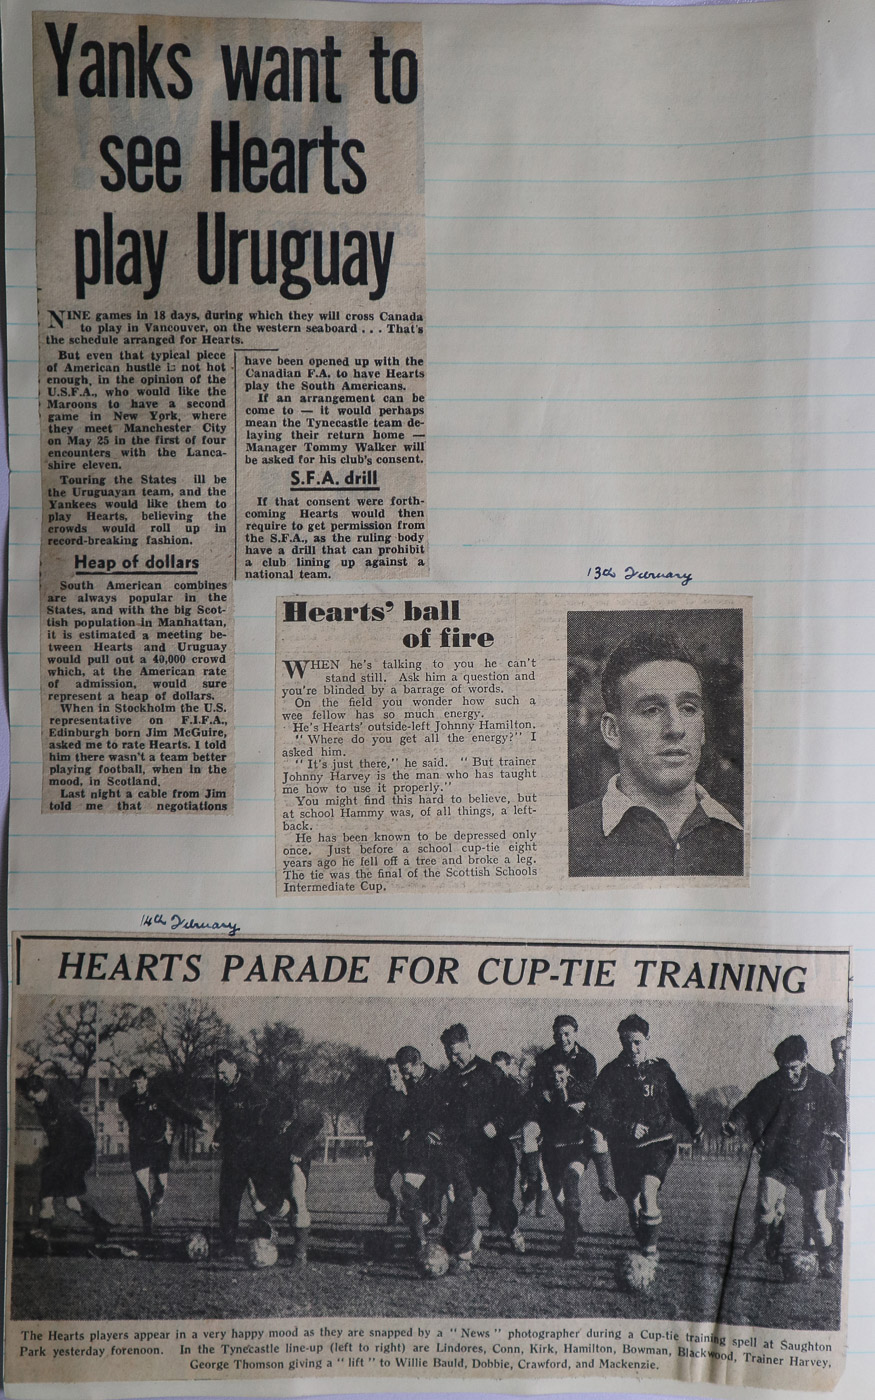 Yanks want to
see Hearts
play Uruguay
NINE games in 18 days, during which they will cross Canada
to play in Vancouver, on the western seaboard . . . That's
the schedule arranged for Hearts.
But even that typical piece
of American hustle is not hot
enough, in the opinion of the
U.S.F.A., who would like the
Maroons to have a second
game in New York, where
they meet Manchester City
on May 25 in the first of four
encounters with the Lanca-
shire eleven.
Touring the States ill be
the Uruguayan team, and the
Yankees would like them to
play Hearts, believing the
crowds would roll up in
record-breaking fashion.
Heap of dollars
South American combines
are always popular in the
States, and with the big Scot-
tish population in Manhattan,
it is estimated a meeting be-
tween Hearts and Uruguay
would pull out a 40,000 crowd
which, at the American rate
of admission, would sure
represent a heap of dollars.
When in Stockholm the U.S.
representative on F.I.F.A.,
Edinburgh born Jim McGuire,
asked me to rate Hearts. I told
him there wasn't a team better
playing football, when in the
mood, in Scotland.
Last night a cable from Jim
told me that negotiations
have been opened up with the
Canadian F.A. to have Hearts
play the South Americans.
If an arrangement can be
come to — it would perhaps
mean the Tynecastle team de-
laying their return home —
Manager Tommy Walker will
be asked for his club's consent.
S.F.A. drill
If that consent were forth-
coming Hearts would then
require to get permission from
the S.F.A., as the ruling body
have a drill that can prohibit
a club lining up against a
national team.
13th February
Hearts' ball
of fire
WHEN he's talking to you he can't
stand still. Ask him a question and
you're blinded by a barrage of words.
On the field you wonder how such a
wee fellow has so much energy.
He's Hearts' outside-left Johnny Hamilton.
"Where do you get all the energy?" I
asked him.
"It's just there," he said. "But trainer
Johnny Harvey is the man who has taught
me how to use it properly."
You might find this hard to believe, but
at school Hammy was, of all things, a left-
back.
He has been known to be depressed only
once. Just before a school cup-tie eight
years ago he fell off a tree and broke a leg.
The tie was the final of the Scottish Schools
Intermediate Cup.
14th February
HEARTS PARADE FOR CUP-TIE TRAINING
31
The Hearts players appear in a very happy mood as they are snapped by a "News" photographer during a Cup-tie training spell at Saughton
Park yesterday forenoon. In the Tynecastle line-up (left to right) are Lindores, Conn, Kirk, Hamilton, Bowman, Blackwood, Trainer Harvey,
George Thomson giving a "lift" to Willie Bauld, Dobbie, Crawford, and Mackenzie.